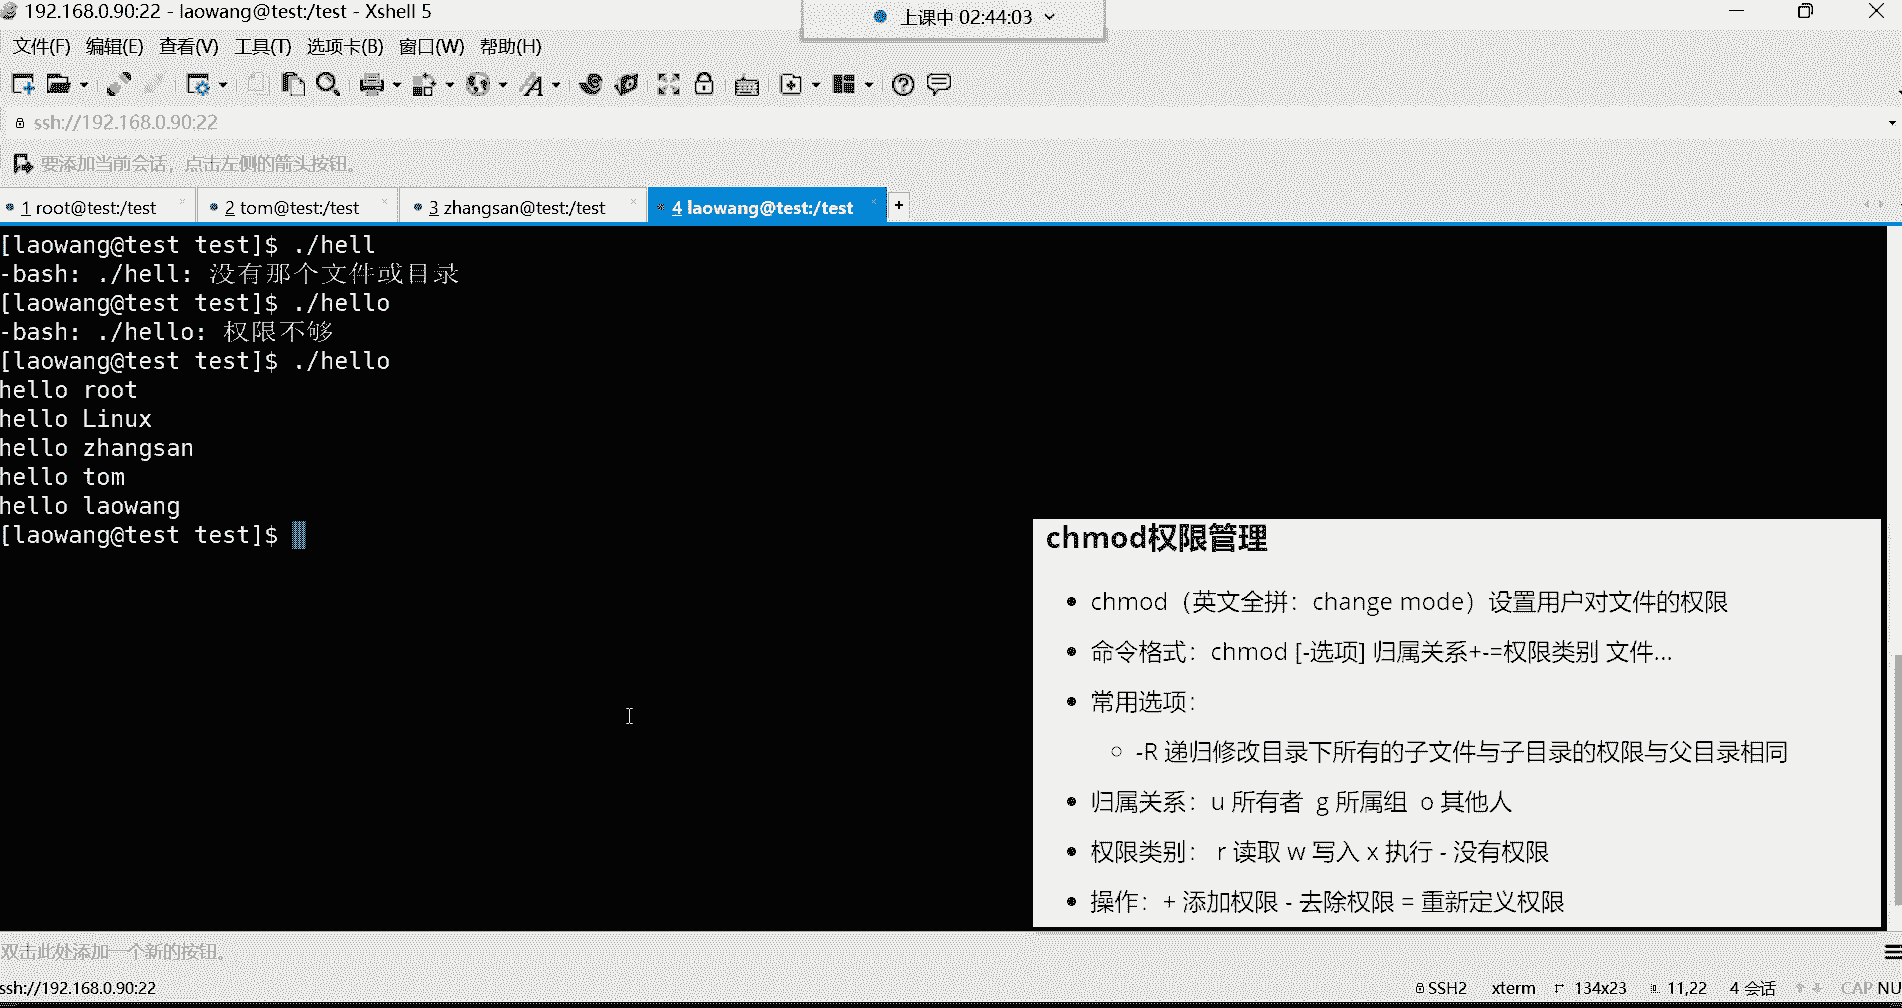 192.168.0.90:22 - laowang@test:/test - Xshell 5
上课中 02:44:03
文件(F) 编辑(E) 查看(V) 工具(T) 选项卡(B) 窗口(W) 帮助(H)
ssh://192.168.0.90:22
要添加当前会话，点击左侧的箭头按钮。
1 root@test:/test 2 tom@test:/test 3 zhangsan@test:/test 4 laowang@test:/test +
[laowang@test test]$ ./hell
-bash: ./hell: 没有那个文件或目录
[laowang@test test]$ ./hello
-bash: ./hello: 权限不够
[laowang@test test]$ ./hello
hello root
hello Linux
hello zhangsan
hello tom
hello laowang
[laowang@test test]$
chmod权限管理
chmod（英文全拼：change mode）设置用户对文件的权限
命令格式：chmod [-选项] 归属关系+-=权限类别 文件...
常用选项：
-R 递归修改目录下所有的子文件与子目录的权限与父目录相同
归属关系：u 所有者 g 所属组 o 其他人
权限类别： r 读取 w 写入 x 执行 - 没有权限
操作：+ 添加权限 - 去除权限 = 重新定义权限
双击此处添加一个新的按钮。
ssh://192.168.0.90:22 SSH2 xterm 134x23 11,22 4 会话 CAP NU